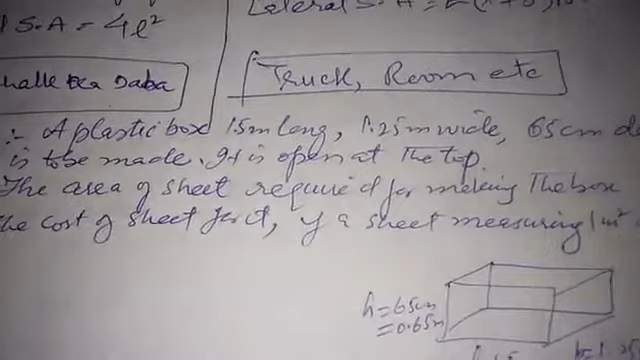 S.A = 4l²
Lateral S.A =
Truck, Room etc
:- A plastic box 1.5m long, 1.25m wide, 65cm de
is to be made. It is open at the top.
The area of sheet required for making the box
the cost of sheet for it, if a sheet measuring 1m²
h = 65cm
= 0.65m